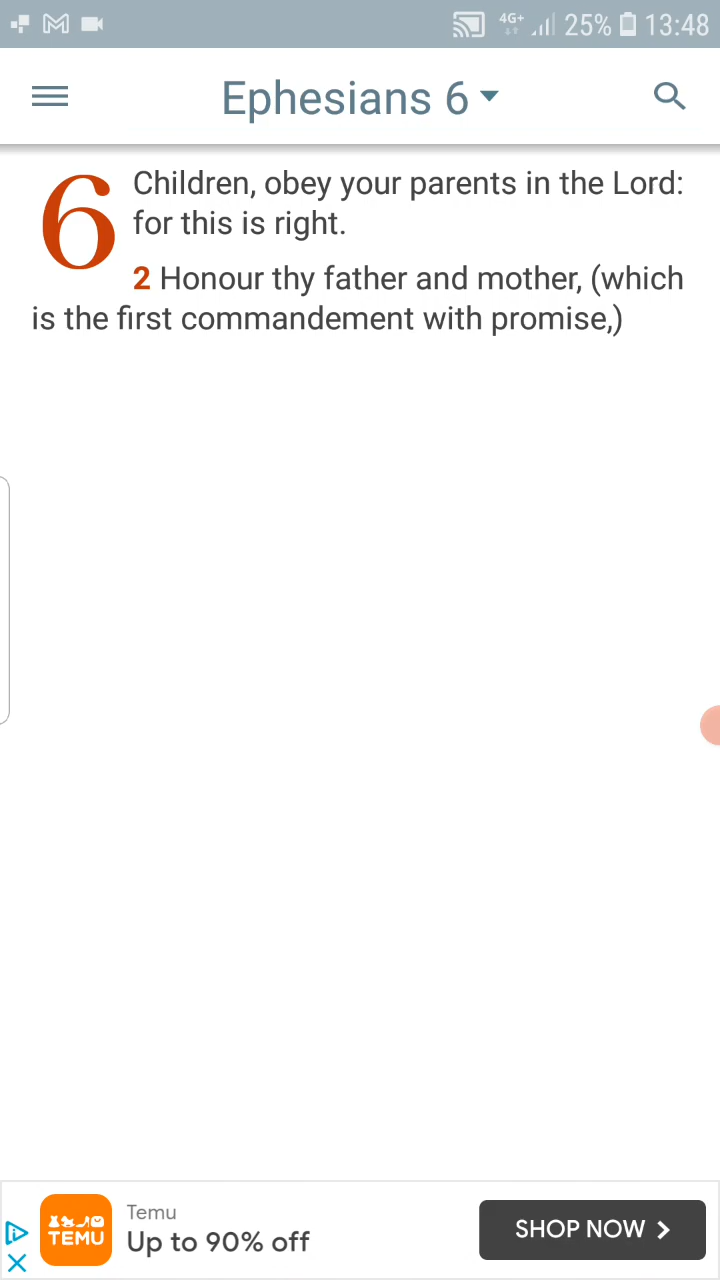 4G+ 25% 13:48
Ephesians 6
6 Children, obey your parents in the Lord:
for this is right.
2 Honour thy father and mother, (which
is the first commandement with promise,)
Temu
TEMU Up to 90% off
SHOP NOW